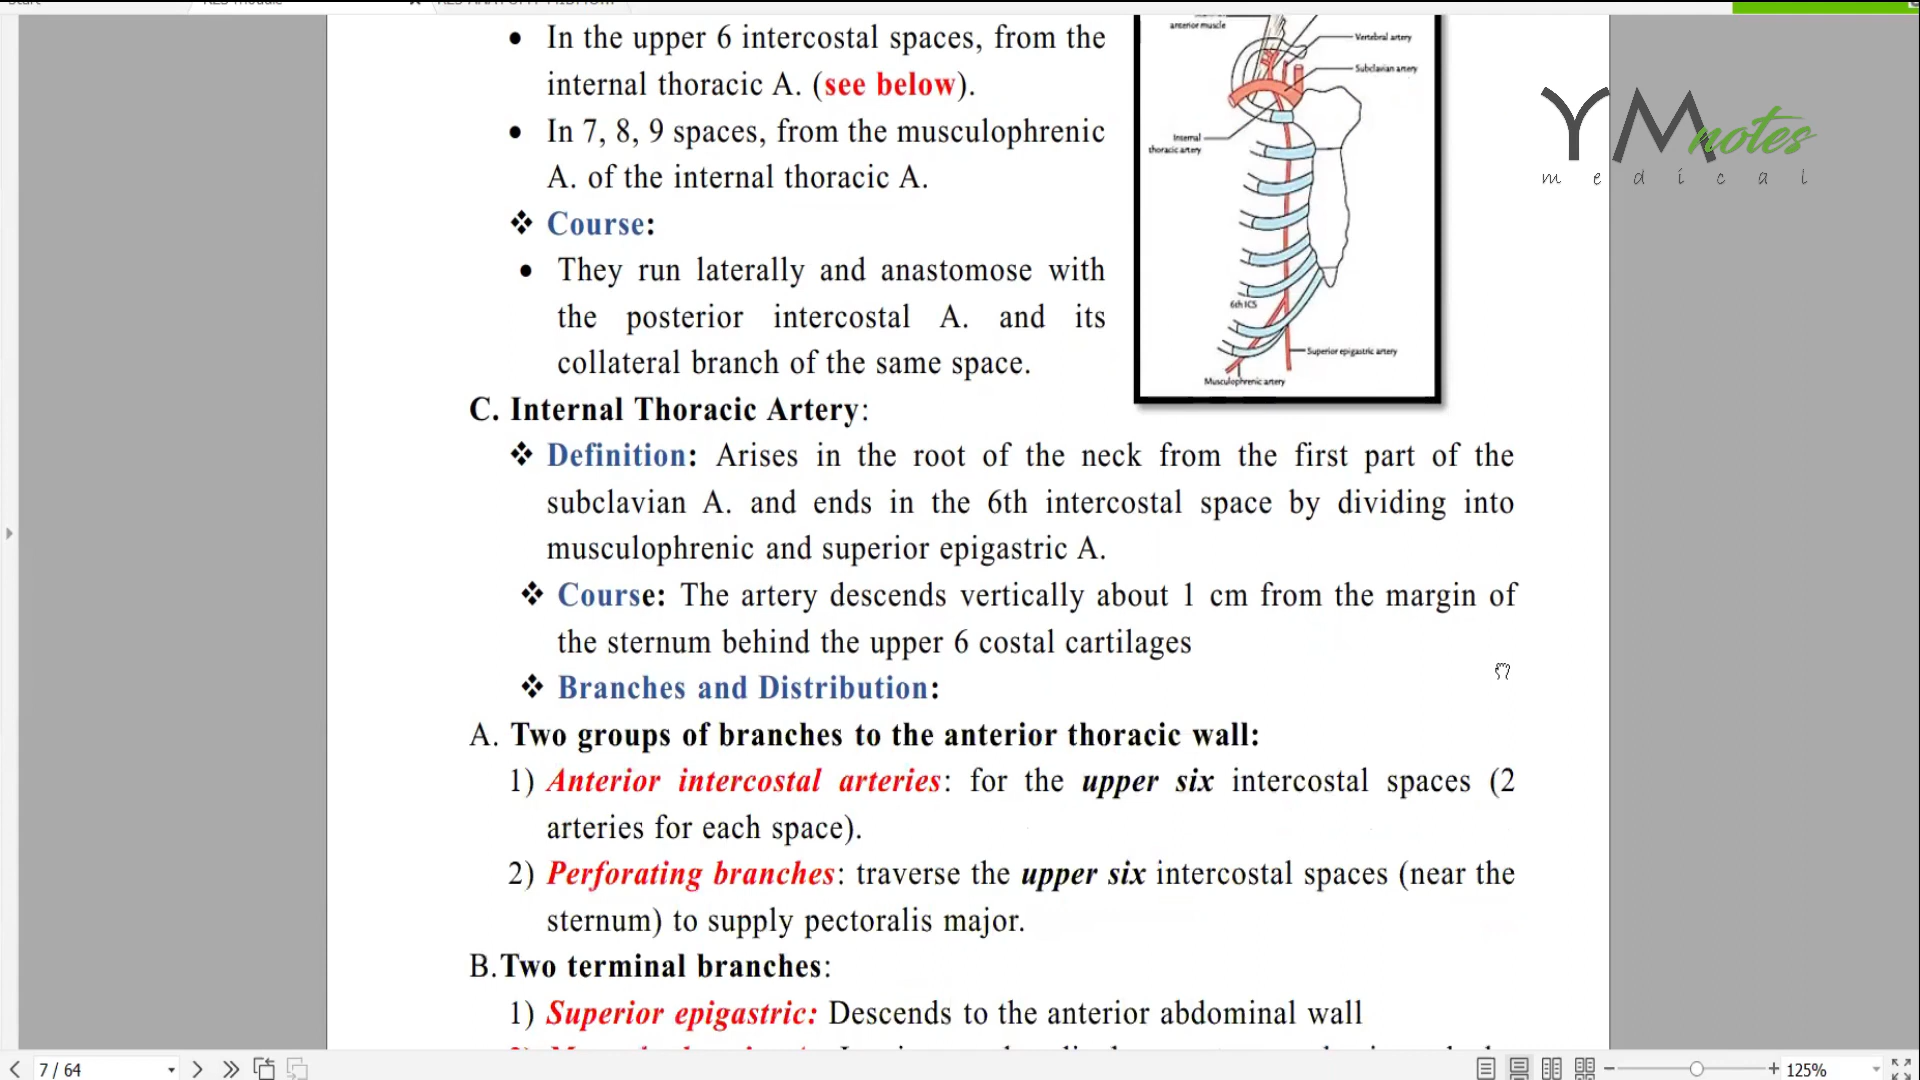 • In the upper 6 intercostal spaces, from the
internal thoracic A. (see below).
• In 7, 8, 9 spaces, from the musculophrenic
A. of the internal thoracic A.
❖ Course:
• They run laterally and anastomose with
the posterior intercostal A. and its
collateral branch of the same space.
anterior muscle
Vertebral artery
Subclavian artery
Internal
thoracic artery
6th ICS
Superior epigastric artery
Musculophrenic artery
YM notes
medical
C. Internal Thoracic Artery:
❖ Definition: Arises in the root of the neck from the first part of the
subclavian A. and ends in the 6th intercostal space by dividing into
musculophrenic and superior epigastric A.
❖ Course: The artery descends vertically about 1 cm from the margin of
the sternum behind the upper 6 costal cartilages
❖ Branches and Distribution:
A. Two groups of branches to the anterior thoracic wall:
1) Anterior intercostal arteries: for the upper six intercostal spaces (2
arteries for each space).
2) Perforating branches: traverse the upper six intercostal spaces (near the
sternum) to supply pectoralis major.
B.Two terminal branches:
1) Superior epigastric: Descends to the anterior abdominal wall
7 / 64
125%